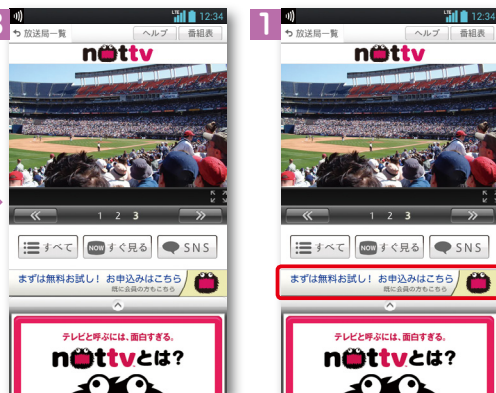 3
LTE 12:34
放送局一覧 ヘルプ 番組表
nottv
1 2 3
すべて NOW すぐ見る SNS
まずは無料お試し! お申込みはこちら
既に会員の方もこちら
テレビと呼ぶには、面白すぎる。
nottvとは?
1
LTE 12:34
放送局一覧 ヘルプ 番組表
nottv
1 2 3
すべて NOW すぐ見る SNS
まずは無料お試し! お申込みはこちら
既に会員の方もこちら
テレビと呼ぶには、面白すぎる。
nottvとは?